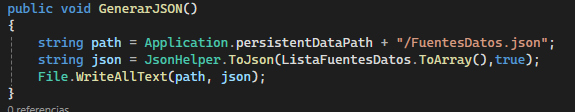 public void GenerarJSON()
{
string path = Application.persistentDataPath + "/FuentesDatos.json";
string json = JsonHelper.ToJson(ListaFuentesDatos.ToArray(),true);
File.WriteAllText(path, json);
}
0 referencias